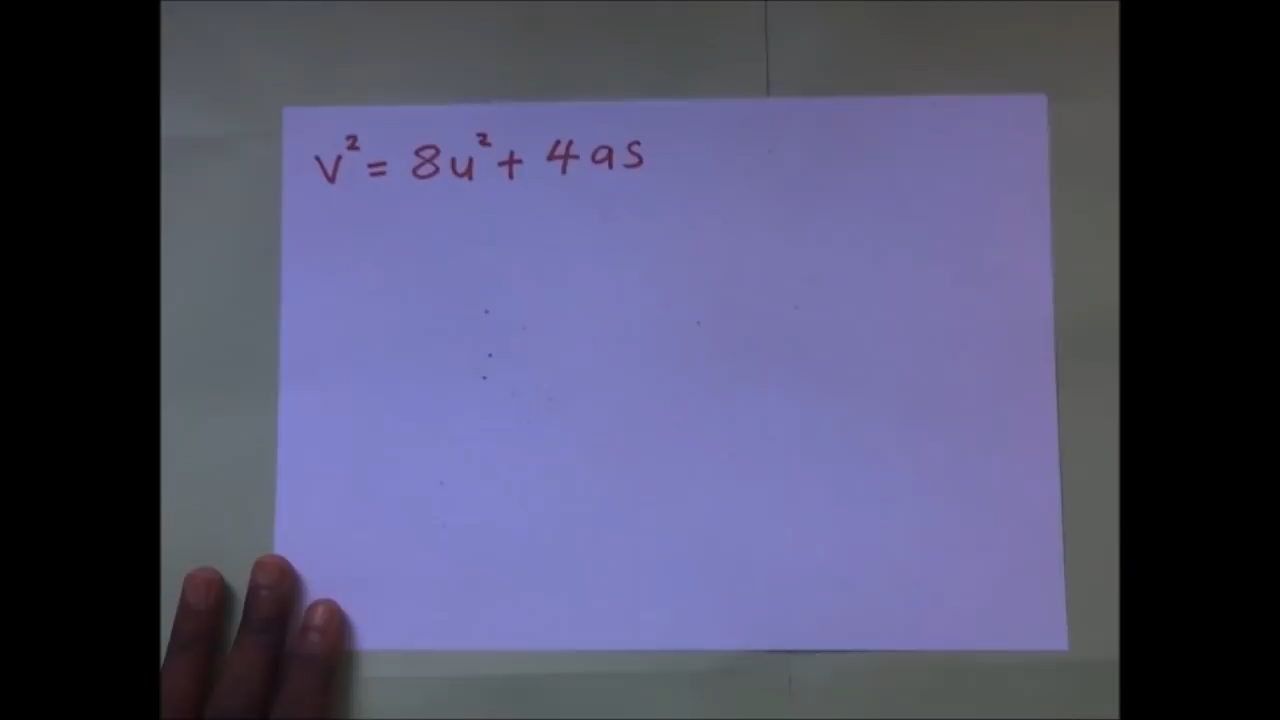 v² = 8u² + 4as